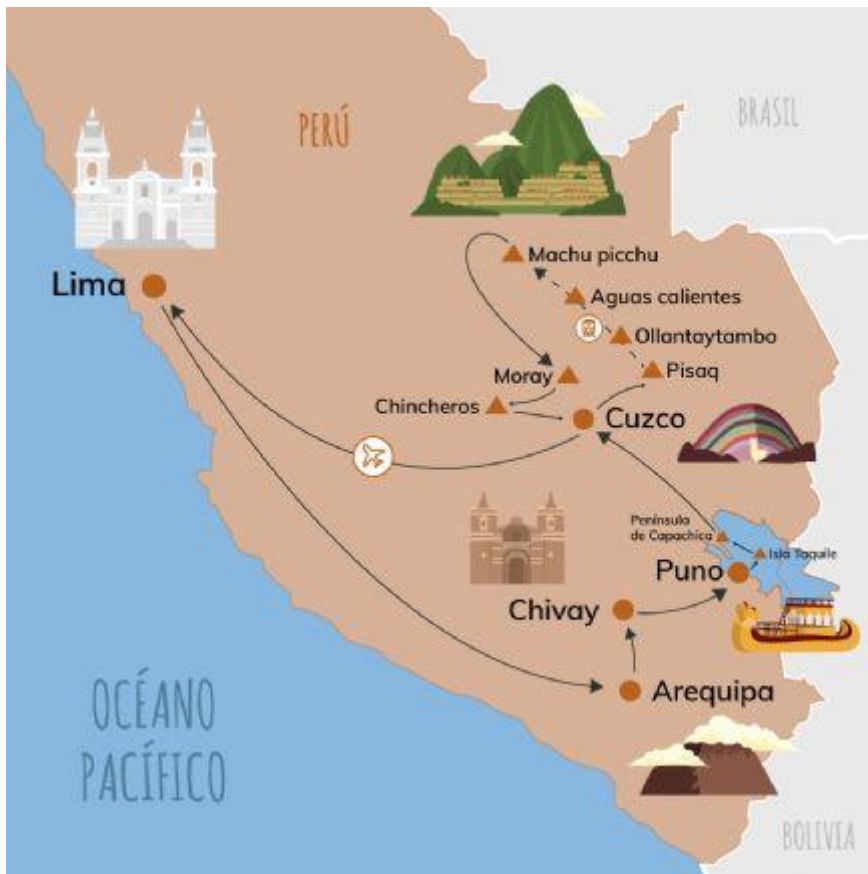 BRASIL
PERÚ
Machu picchu
Lima
Aguas calientes
Ollantaytambo
Moray
Pisaq
Chincheros
Cuzco
Península
de Capachica
Isla Taquile
Puno
Chivay
Arequipa
OCÉANO
PACÍFICO
BOLIVIA